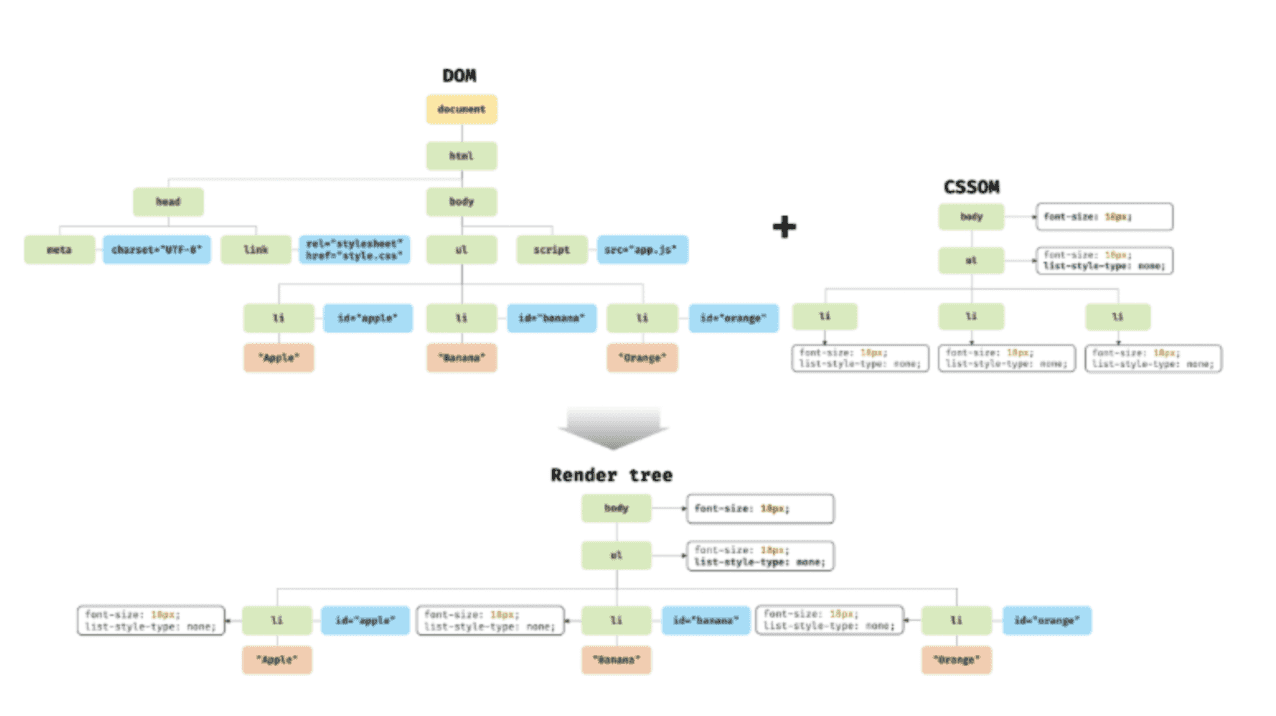 DOM
document
html
head
body
meta
charset="UTF-8"
link
rel="stylesheet"
href="style.css"
ul
script
src="app.js"
li
id="apple"
li
id="banana"
li
id="orange"
"Apple"
"Banana"
"Orange"
+
CSSOM
body
font-size: 18px;
ul
font-size: 18px;
list-style-type: none;
li
li
li
font-size: 18px;
list-style-type: none;
font-size: 18px;
list-style-type: none;
font-size: 18px;
list-style-type: none;
Render tree
body
font-size: 18px;
ul
font-size: 18px;
list-style-type: none;
font-size: 18px;
list-style-type: none;
li
id="apple"
font-size: 18px;
list-style-type: none;
li
id="banana"
font-size: 18px;
list-style-type: none;
li
id="orange"
"Apple"
"Banana"
"Orange"